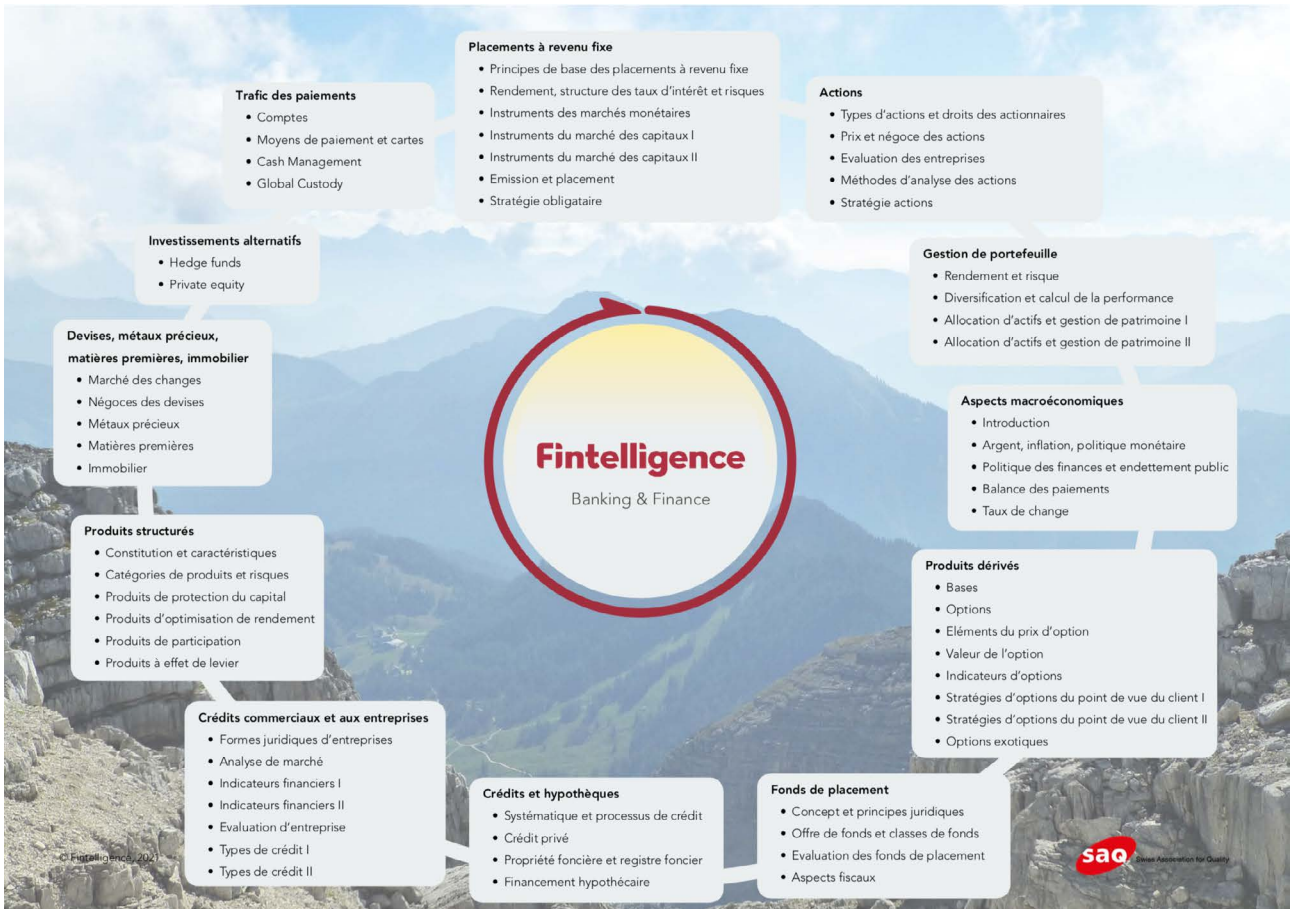 Placements à revenu fixe
• Principes de base des placements à revenu fixe
• Rendement, structure des taux d'intérêt et risques
• Instruments des marchés monétaires
• Instruments du marché des capitaux I
• Instruments du marché des capitaux II
• Emission et placement
• Stratégie obligataire
Actions
• Types d'actions et droits des actionnaires
• Prix et négoce des actions
• Evaluation des entreprises
• Méthodes d'analyse des actions
• Stratégie actions
Gestion de portefeuille
• Rendement et risque
• Diversification et calcul de la performance
• Allocation d'actifs et gestion de patrimoine I
• Allocation d'actifs et gestion de patrimoine II
Aspects macroéconomiques
• Introduction
• Argent, inflation, politique monétaire
• Politique des finances et endettement public
• Balance des paiements
• Taux de change
Produits dérivés
• Bases
• Options
• Eléments du prix d'option
• Valeur de l'option
• Indicateurs d'options
• Stratégies d'options du point de vue du client I
• Stratégies d'options du point de vue du client II
• Options exotiques
Fonds de placement
• Concept et principes juridiques
• Offre de fonds et classes de fonds
• Evaluation des fonds de placement
• Aspects fiscaux
Crédits et hypothèques
• Systématique et processus de crédit
• Crédit privé
• Propriété foncière et registre foncier
• Financement hypothécaire
Crédits commerciaux et aux entreprises
• Formes juridiques d'entreprises
• Analyse de marché
• Indicateurs financiers I
• Indicateurs financiers II
• Evaluation d'entreprise
• Types de crédit I
• Types de crédit II
Produits structurés
• Constitution et caractéristiques
• Catégories de produits et risques
• Produits de protection du capital
• Produits d'optimisation de rendement
• Produits de participation
• Produits à effet de levier
Devises, métaux précieux,
matières premières, immobilier
• Marché des changes
• Négoces des devises
• Métaux précieux
• Matières premières
• Immobilier
Investissements alternatifs
• Hedge funds
• Private equity
Trafic des paiements
• Comptes
• Moyens de paiement et cartes
• Cash Management
• Global Custody
Fintelligence
Banking & Finance
© Fintelligence, 2021
saq Swiss Association for Quality